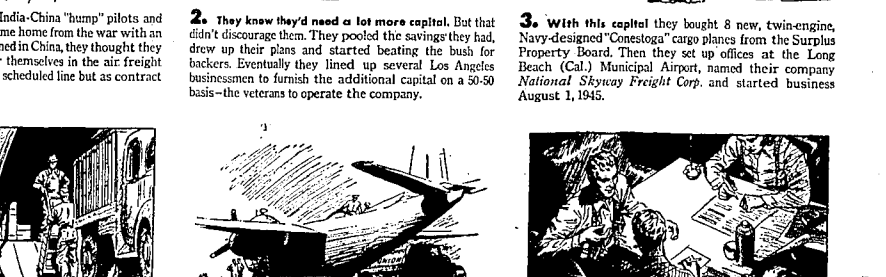 India-China "hump" pilots and
me home from the war with an
ned in China, they thought they
themselves in the air freight
scheduled line but as contract
2. They knew they'd need a lot more capital. But that
didn't discourage them. They pooled the savings they had,
drew up their plans and started beating the bush for
backers. Eventually they lined up several Los Angeles
businessmen to furnish the additional capital on a 50-50
basis—the veterans to operate the company.
3. With this capital they bought 8 new, twin-engine,
Navy-designed "Conestoga" cargo planes from the Surplus
Property Board. Then they set up offices at the Long
Beach (Cal.) Municipal Airport, named their company
National Skyway Freight Corp. and started business
August 1, 1945.